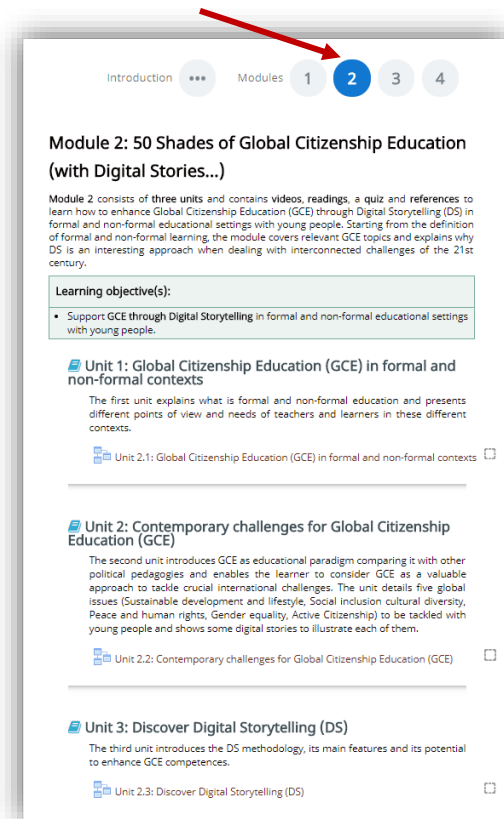 Introduction ••• Modules 1 2 3 4
Module 2: 50 Shades of Global Citizenship Education
(with Digital Stories...)
Module 2 consists of three units and contains videos, readings, a quiz and references to
learn how to enhance Global Citizenship Education (GCE) through Digital Storytelling (DS) in
formal and non-formal educational settings with young people. Starting from the definition
of formal and non-formal learning, the module covers relevant GCE topics and explains why
DS is an interesting approach when dealing with interconnected challenges of the 21st
century.
Learning objective(s):
• Support GCE through Digital Storytelling in formal and non-formal educational settings
with young people.
Unit 1: Global Citizenship Education (GCE) in formal and
non-formal contexts
The first unit explains what is formal and non-formal education and presents
different points of view and needs of teachers and learners in these different
contexts.
Unit 2.1: Global Citizenship Education (GCE) in formal and non-formal contexts
Unit 2: Contemporary challenges for Global Citizenship
Education (GCE)
The second unit introduces GCE as educational paradigm comparing it with other
political pedagogies and enables the learner to consider GCE as a valuable
approach to tackle crucial international challenges. The unit details five global
issues (Sustainable development and lifestyle, Social inclusion cultural diversity,
Peace and human rights, Gender equality, Active Citizenship) to be tackled with
young people and shows some digital stories to illustrate each of them.
Unit 2.2: Contemporary challenges for Global Citizenship Education (GCE)
Unit 3: Discover Digital Storytelling (DS)
The third unit introduces the DS methodology, its main features and its potential
to enhance GCE competences.
Unit 2.3: Discover Digital Storytelling (DS)